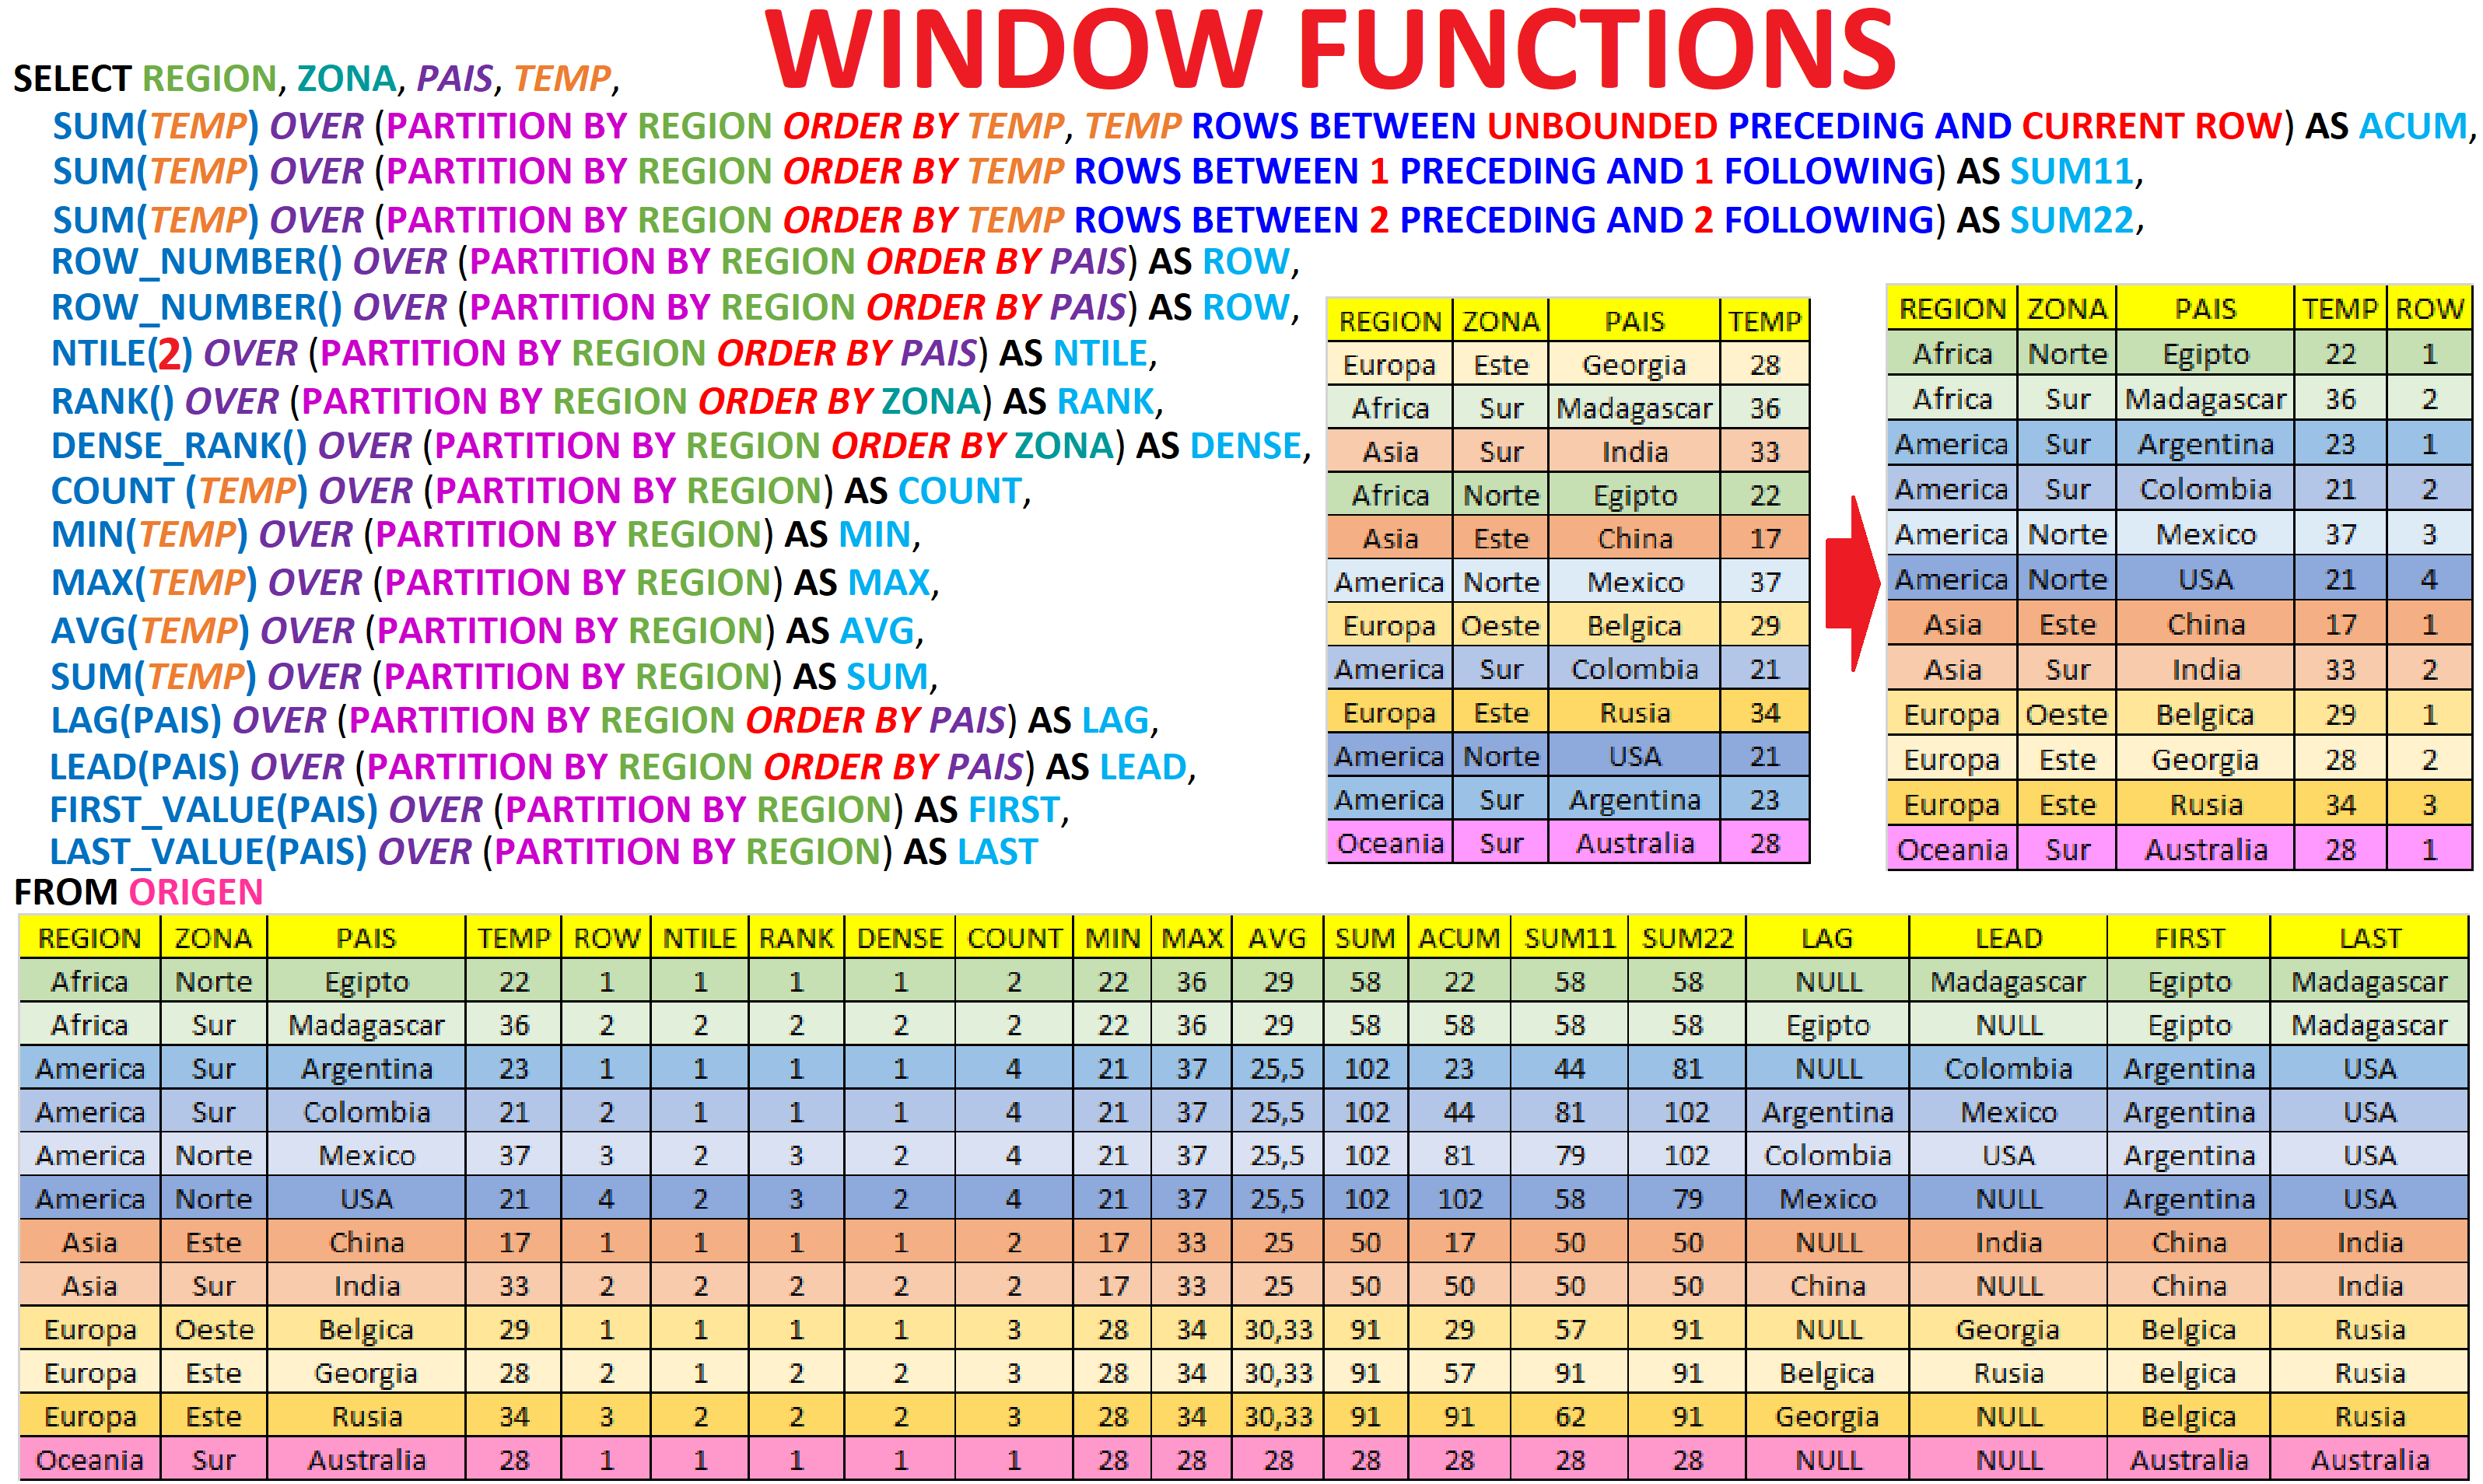 WINDOW FUNCTIONS
SELECT REGION, ZONA, PAIS, TEMP,
SUM(TEMP) OVER (PARTITION BY REGION ORDER BY TEMP, TEMP ROWS BETWEEN UNBOUNDED PRECEDING AND CURRENT ROW) AS ACUM,
SUM(TEMP) OVER (PARTITION BY REGION ORDER BY TEMP ROWS BETWEEN 1 PRECEDING AND 1 FOLLOWING) AS SUM11,
SUM(TEMP) OVER (PARTITION BY REGION ORDER BY TEMP ROWS BETWEEN 2 PRECEDING AND 2 FOLLOWING) AS SUM22,
ROW_NUMBER() OVER (PARTITION BY REGION ORDER BY PAIS) AS ROW,
ROW_NUMBER() OVER (PARTITION BY REGION ORDER BY PAIS) AS ROW,
NTILE(2) OVER (PARTITION BY REGION ORDER BY PAIS) AS NTILE,
RANK() OVER (PARTITION BY REGION ORDER BY ZONA) AS RANK,
DENSE_RANK() OVER (PARTITION BY REGION ORDER BY ZONA) AS DENSE,
COUNT (TEMP) OVER (PARTITION BY REGION) AS COUNT,
MIN(TEMP) OVER (PARTITION BY REGION) AS MIN,
MAX(TEMP) OVER (PARTITION BY REGION) AS MAX,
AVG(TEMP) OVER (PARTITION BY REGION) AS AVG,
SUM(TEMP) OVER (PARTITION BY REGION) AS SUM,
LAG(PAIS) OVER (PARTITION BY REGION ORDER BY PAIS) AS LAG,
LEAD(PAIS) OVER (PARTITION BY REGION ORDER BY PAIS) AS LEAD,
FIRST_VALUE(PAIS) OVER (PARTITION BY REGION) AS FIRST,
LAST_VALUE(PAIS) OVER (PARTITION BY REGION) AS LAST
FROM ORIGEN
REGION ZONA PAIS TEMP
Europa Este Georgia 28
Africa Sur Madagascar 36
Asia Sur India 33
Africa Norte Egipto 22
Asia Este China 17
America Norte Mexico 37
Europa Oeste Belgica 29
America Sur Colombia 21
Europa Este Rusia 34
America Norte USA 21
America Sur Argentina 23
Oceania Sur Australia 28
REGION ZONA PAIS TEMP ROW
Africa Norte Egipto 22 1
Africa Sur Madagascar 36 2
America Sur Argentina 23 1
America Sur Colombia 21 2
America Norte Mexico 37 3
America Norte USA 21 4
Asia Este China 17 1
Asia Sur India 33 2
Europa Oeste Belgica 29 1
Europa Este Georgia 28 2
Europa Este Rusia 34 3
Oceania Sur Australia 28 1
REGION ZONA PAIS TEMP ROW NTILE RANK DENSE COUNT MIN MAX AVG SUM ACUM SUM11 SUM22 LAG LEAD FIRST LAST
Africa Norte Egipto 22 1 1 1 1 2 22 36 29 58 22 58 58 NULL Madagascar Egipto Madagascar
Africa Sur Madagascar 36 2 2 2 2 2 22 36 29 58 58 58 58 Egipto NULL Egipto Madagascar
America Sur Argentina 23 1 1 1 1 4 21 37 25,5 102 23 44 81 NULL Colombia Argentina USA
America Sur Colombia 21 2 1 1 1 4 21 37 25,5 102 44 81 102 Argentina Mexico Argentina USA
America Norte Mexico 37 3 2 3 2 4 21 37 25,5 102 81 79 102 Colombia USA Argentina USA
America Norte USA 21 4 2 3 2 4 21 37 25,5 102 102 58 79 Mexico NULL Argentina USA
Asia Este China 17 1 1 1 1 2 17 33 25 50 17 50 50 NULL India China India
Asia Sur India 33 2 2 2 2 2 17 33 25 50 50 50 50 China NULL China India
Europa Oeste Belgica 29 1 1 1 1 3 28 34 30,33 91 29 57 91 NULL Georgia Belgica Rusia
Europa Este Georgia 28 2 1 2 2 3 28 34 30,33 91 57 91 91 Belgica Rusia Belgica Rusia
Europa Este Rusia 34 3 2 2 2 3 28 34 30,33 91 91 62 91 Georgia NULL Belgica Rusia
Oceania Sur Australia 28 1 1 1 1 1 28 28 28 28 28 28 28 NULL NULL Australia Australia